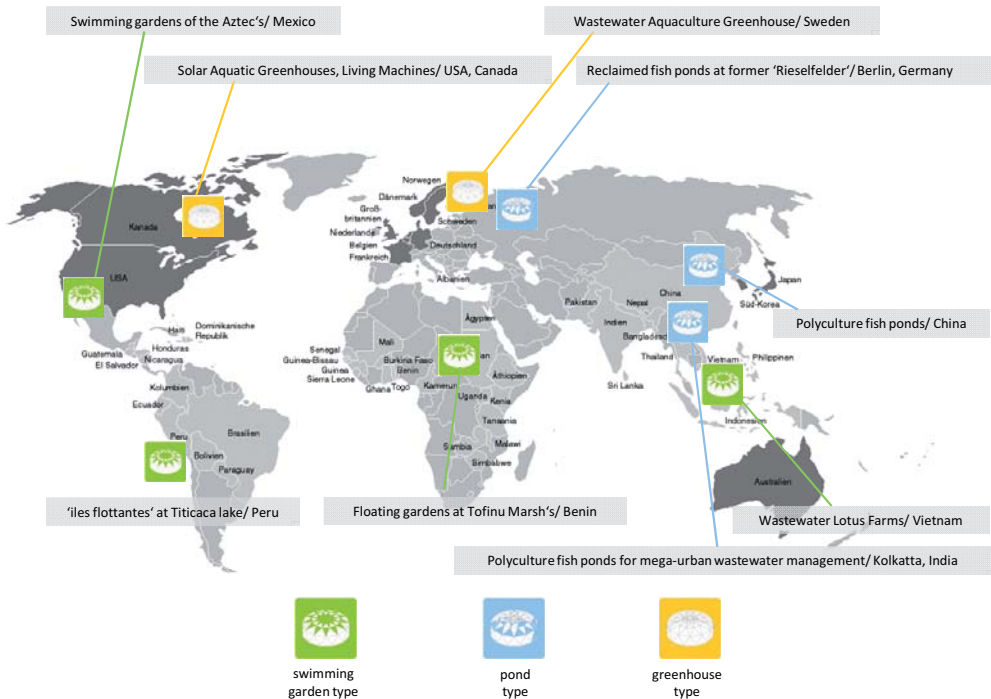 Swimming gardens of the Aztec's/ Mexico
Wastewater Aquaculture Greenhouse/ Sweden
Solar Aquatic Greenhouses, Living Machines/ USA, Canada
Reclaimed fish ponds at former 'Rieselfelder'/ Berlin, Germany
Norwegen
Dänemark
Groß-
britannien
Schweden
Niederlande
Belgien
Deutschland
Frankreich
Albanien
Kanada
USA
Japan
China
Süd-Korea
Pakistan
Nepal
Indien
Bangladesch
Thailand
Vietnam
Philippinen
Sri Lanka
Indonesien
Polyculture fish ponds/ China
Ägypten
Mali
Senegal
Guinea-Bissau
Guinea
Sierra Leone
Burkina Faso
Benin
Ghana
Togo
Kamerun
Äthiopien
Uganda
Kenia
Tansania
Sambia
Malawi
Simbabwe
Haiti
Dominikanische
Republik
Honduras
Guatemala
Nicaragua
El Salvador
Kolumbien
Ecuador
Peru
Brasilien
Bolivien
Paraguay
Australien
'iles flottantes' at Titicaca lake/ Peru
Floating gardens at Tofinu Marsh's/ Benin
Wastewater Lotus Farms/ Vietnam
Polyculture fish ponds for mega-urban wastewater management/ Kolkatta, India
swimming
garden type
pond
type
greenhouse
type